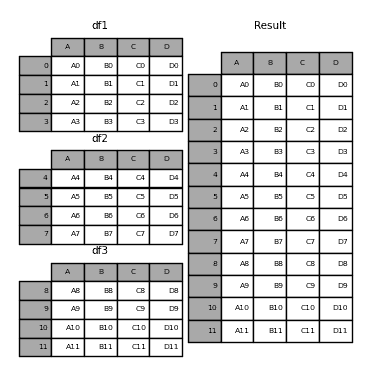 df1
A B C D
0 A0 B0 C0 D0
1 A1 B1 C1 D1
2 A2 B2 C2 D2
3 A3 B3 C3 D3
df2
A B C D
4 A4 B4 C4 D4
5 A5 B5 C5 D5
6 A6 B6 C6 D6
7 A7 B7 C7 D7
df3
A B C D
8 A8 B8 C8 D8
9 A9 B9 C9 D9
10 A10 B10 C10 D10
11 A11 B11 C11 D11
Result
A B C D
0 A0 B0 C0 D0
1 A1 B1 C1 D1
2 A2 B2 C2 D2
3 A3 B3 C3 D3
4 A4 B4 C4 D4
5 A5 B5 C5 D5
6 A6 B6 C6 D6
7 A7 B7 C7 D7
8 A8 B8 C8 D8
9 A9 B9 C9 D9
10 A10 B10 C10 D10
11 A11 B11 C11 D11